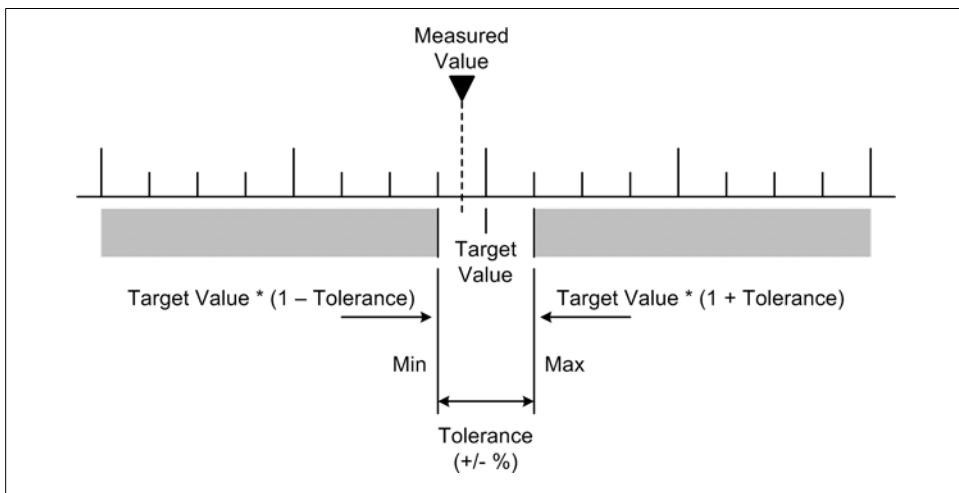 Measured
Value
Target
Value
Target Value * (1 – Tolerance)
Target Value * (1 + Tolerance)
Min
Max
Tolerance
(+/- %)